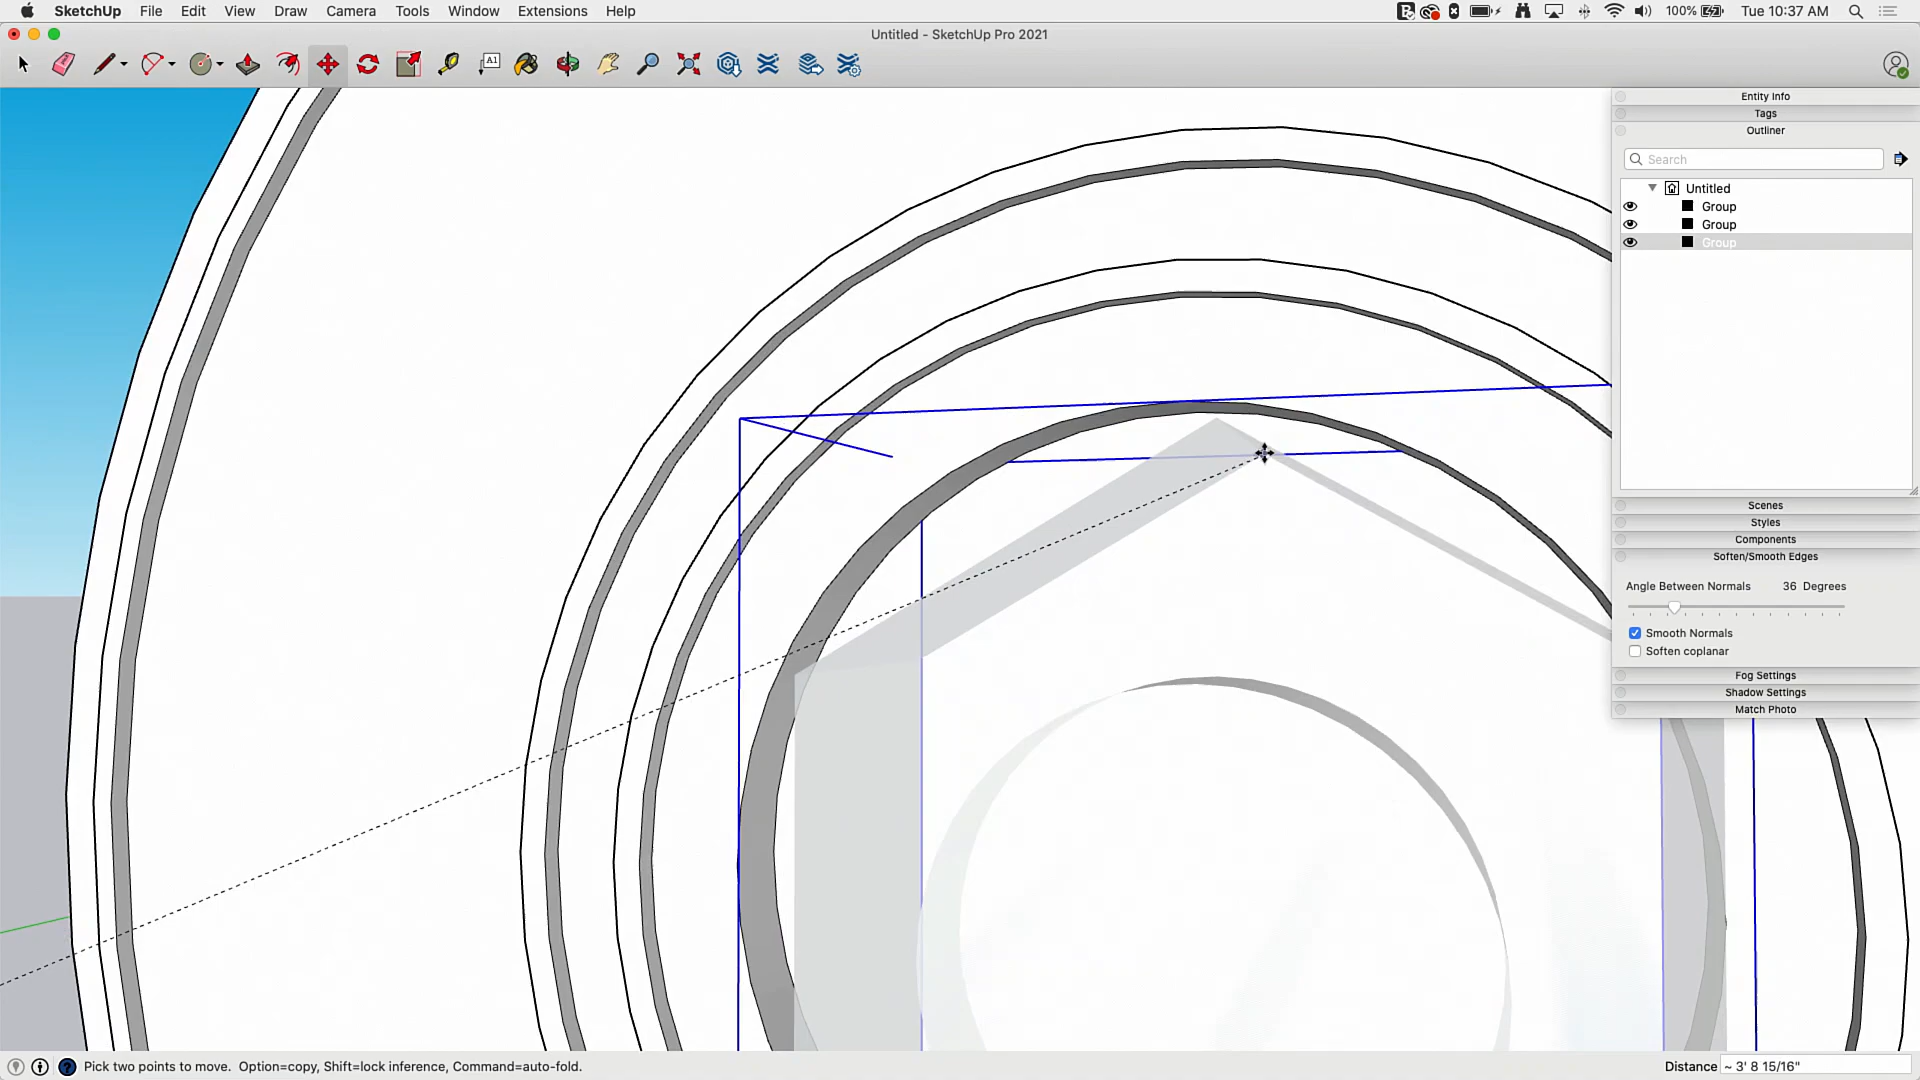 SketchUp File Edit View Draw Camera Tools Window Extensions Help 100% Tue 10:37 AM
Untitled - SketchUp Pro 2021
A1
Entity Info
Tags
Outliner
Search
Untitled
Group
Group
Group
Scenes
Styles
Components
Soften/Smooth Edges
Angle Between Normals 36 Degrees
Smooth Normals
Soften coplanar
Fog Settings
Shadow Settings
Match Photo
Pick two points to move. Option=copy, Shift=lock inference, Command=auto-fold. Distance ~ 3' 8 15/16"